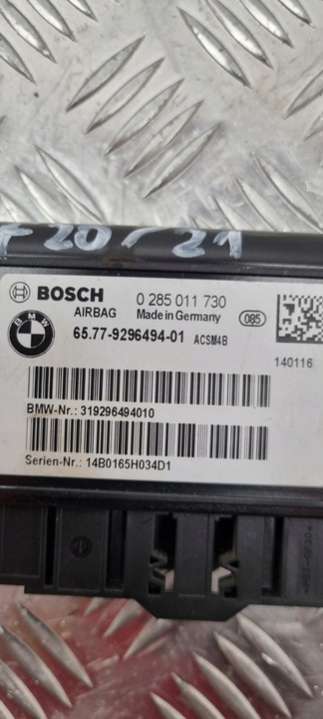 F20/21
BOSCH 0 285 011 730
AIRBAG Made in Germany 085
BMW 65.77-9296494-01 ACSM4B
140116
BMW-Nr.: 319296494010
Serien-Nr.: 14B0165H034D1